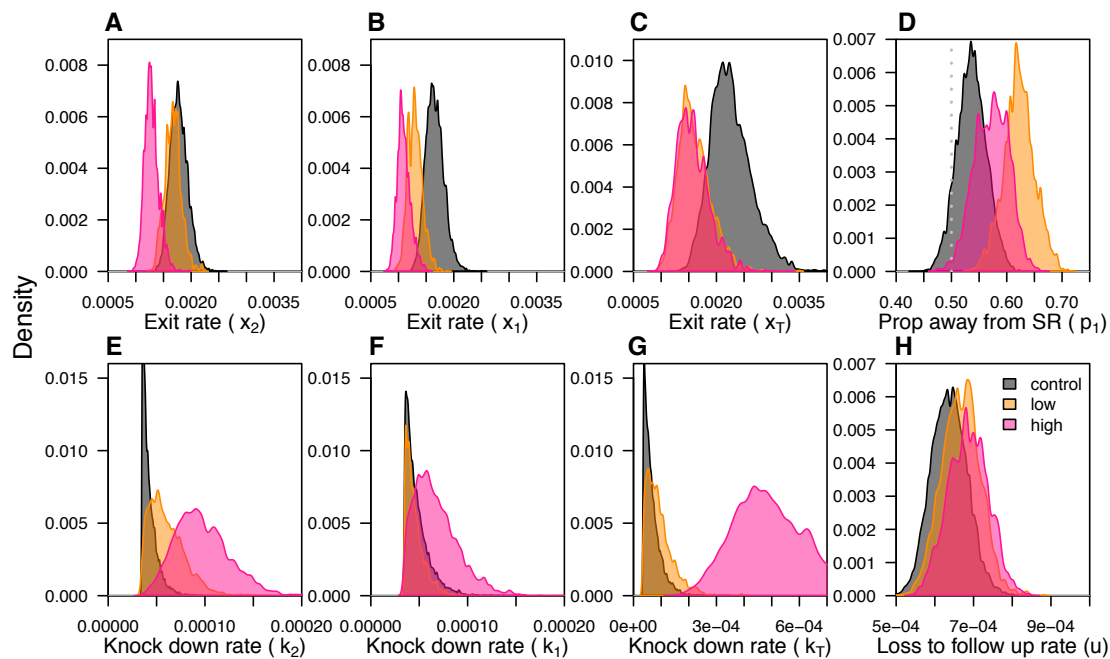 A B C D
0.008 0.008 0.010 0.007
0.006
0.006 0.006 0.008 0.005
0.006 0.004
0.004 0.004
0.004 0.003
0.002
0.002 0.002 0.002 0.001
0.000 0.000 0.000 0.000
0.0005 0.0020 0.0035 0.0005 0.0020 0.0035 0.0005 0.0020 0.0035 0.40 0.50 0.60 0.70
Exit rate ( x₂) Exit rate ( x₁) Exit rate ( x_T) Prop away from SR ( p₁)
Density
E F G H
0.015 0.015 0.015 0.007
0.006
0.005
0.010 0.010 0.010 0.004
0.003
0.005 0.005 0.005 0.002
0.001
0.000 0.000 0.000 0.000
control
low
high
0.00000 0.00010 0.00020 0.00000 0.00010 0.00020 0e+00 3e−04 6e−04 5e−04 7e−04 9e−04
Knock down rate ( k₂) Knock down rate ( k₁) Knock down rate ( k_T) Loss to follow up rate (u)